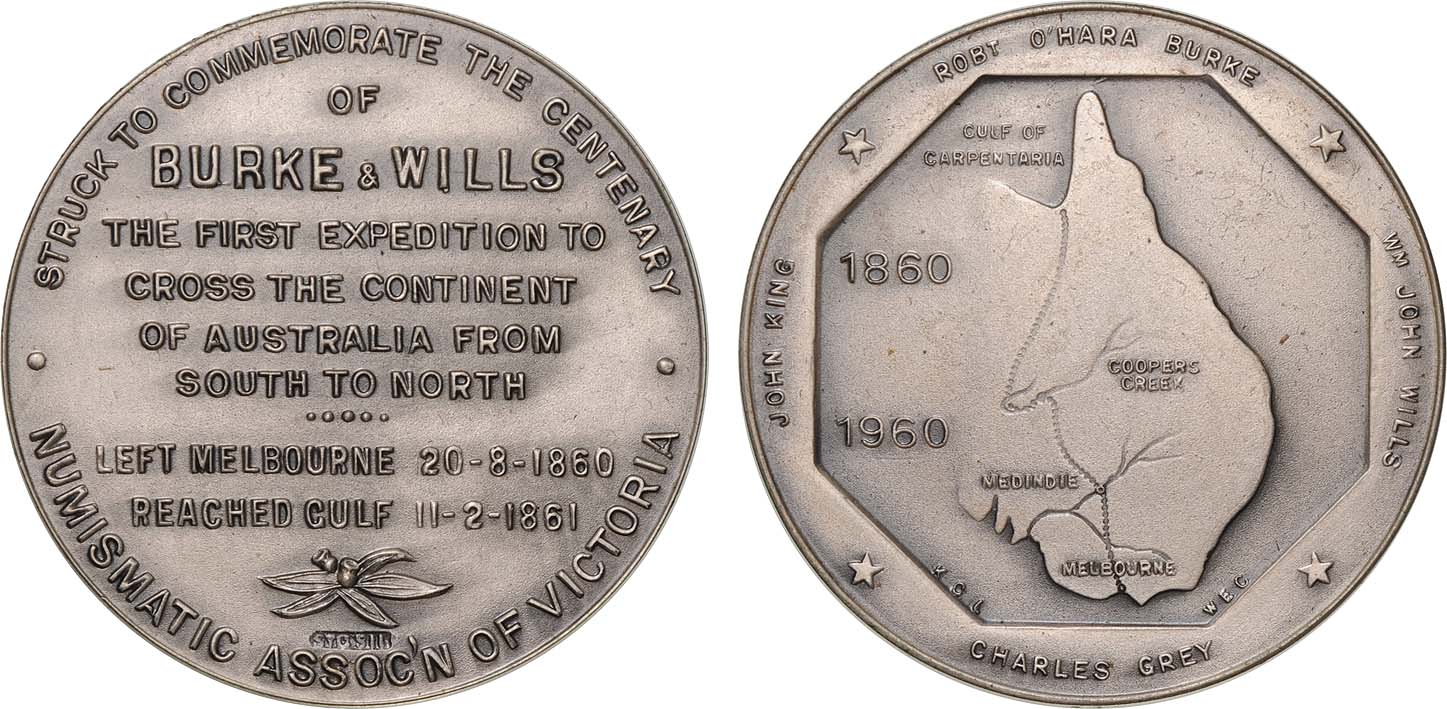 STRUCK TO COMMEMORATE THE CENTENARY
OF
BURKE & WILLS
THE FIRST EXPEDITION TO
CROSS THE CONTINENT
OF AUSTRALIA FROM
SOUTH TO NORTH
LEFT MELBOURNE 20-8-1860
REACHED GULF 11-2-1861
NUMISMATIC ASSOC'N OF VICTORIA
ROBT O'HARA BURKE
WM JOHN WILLS
CHARLES GREY
JOHN KING
GULF OF
CARPENTARIA
1860
COOPERS
CREEK
1960
MEDINDIE
MELBOURNE
WEC